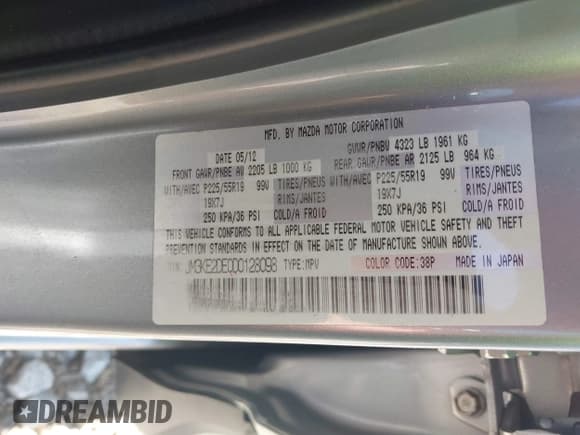 MFD. BY MAZDA MOTOR CORPORATION
DATE 05/12 GVWR/PNBV 4323 LB 1961 KG
FRONT GAWR/PNBE AV 2205 LB 1000 KG REAR GAWR/PNBE AR 2125 LB 964 KG
WITH/AVEC P225/55R19 99V TIRES/PNEUS WITH/AVEC P225/55R19 99V TIRES/PNEUS
19X7J RIMS/JANTES 19X7J RIMS/JANTES
250 KPA/36 PSI COLD/A FROID 250 KPA/36 PSI COLD/A FROID
THIS VEHICLE CONFORMS TO ALL APPLICABLE FEDERAL MOTOR VEHICLE SAFETY AND THEFT
PREVENTION STANDARDS IN EFFECT ON THE DATE OF MANUFACTURE SHOWN ABOVE.
JM3KE2DE0D0128098 TYPE:MPV COLOR CODE:38P MADE IN JAPAN
DREAMBID